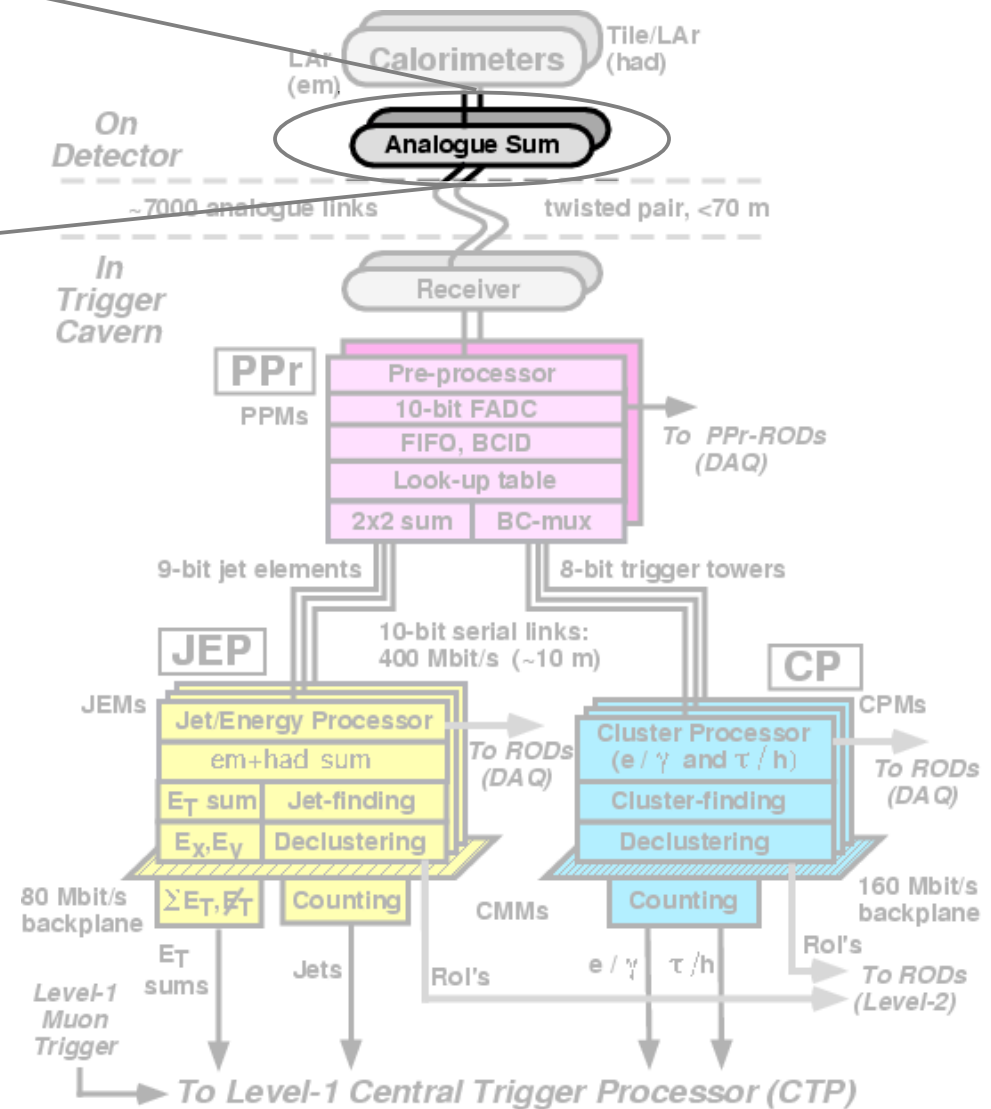 Calorimeters
LAr
(em)
Tile/LAr
(had)
On
Detector
Analogue Sum
~7000 analogue links
twisted pair, <70 m
In
Trigger
Cavern
Receiver
PPr
PPMs
Pre-processor
10-bit FADC
FIFO, BCID
Look-up table
2x2 sum
BC-mux
To PPr-RODs
(DAQ)
9-bit jet elements
8-bit trigger towers
10-bit serial links:
400 Mbit/s (~10 m)
JEP
CP
JEMs
CPMs
Jet/Energy Processor
em+had sum
ET sum
Jet-finding
Ex,Ey
Declustering
To RODs
(DAQ)
Cluster Processor
(e / γ and τ / h)
Cluster-finding
Declustering
To RODs
(DAQ)
80 Mbit/s
backplane
ΣET,E̸T
Counting
CMMs
Counting
160 Mbit/s
backplane
ET
sums
Jets
RoI's
e / γ
τ /h
RoI's
To RODs
(Level-2)
Level-1
Muon
Trigger
To Level-1 Central Trigger Processor (CTP)